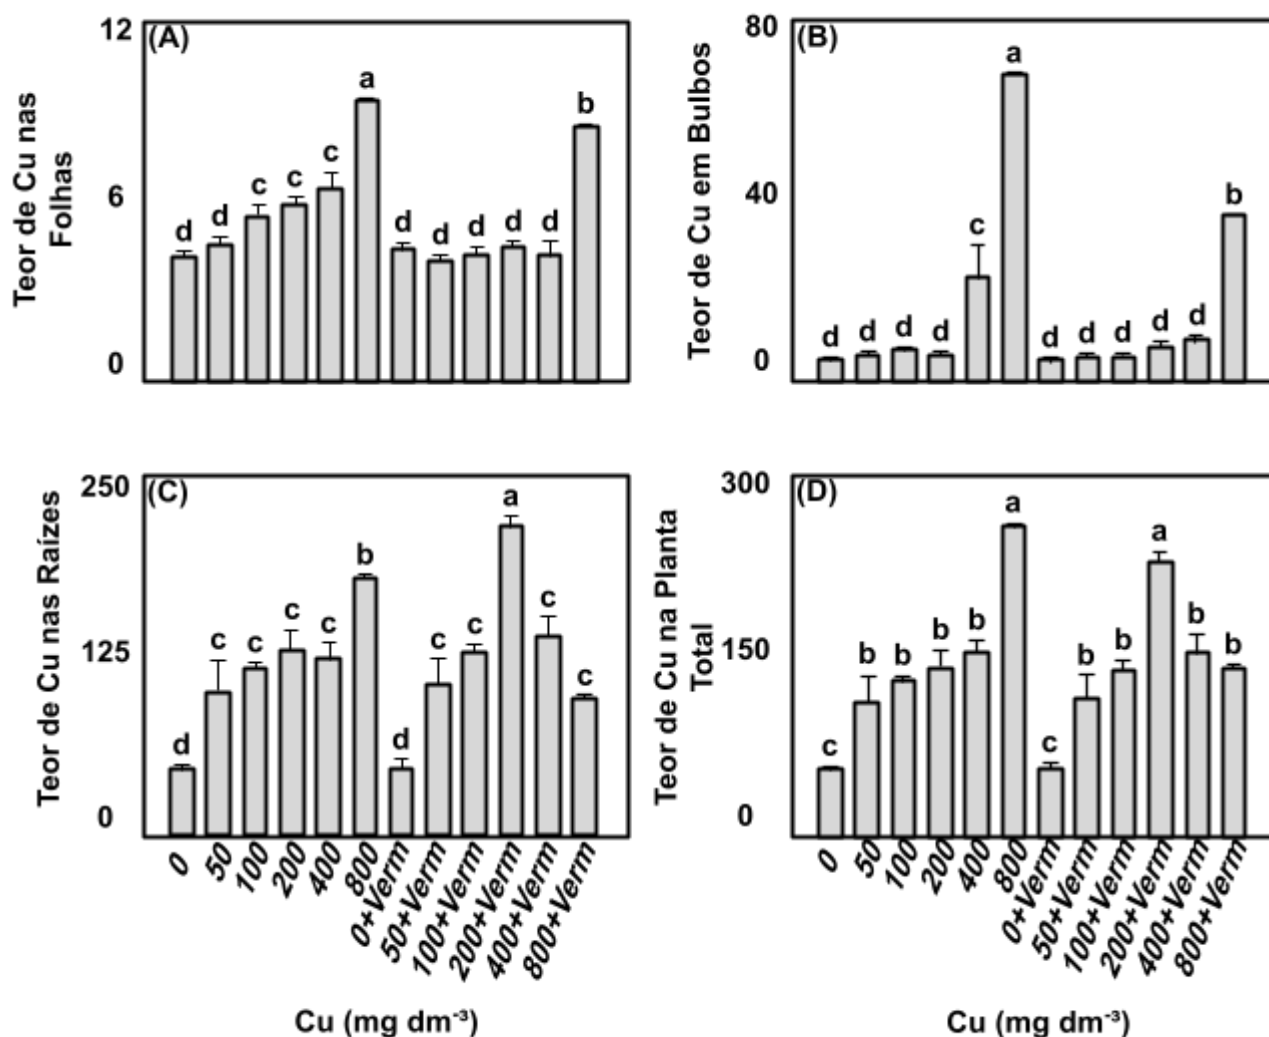 12
(A)
Teor de Cu nas
Folhas
6
0
d
d
c
c
c
a
d
d
d
d
d
b
80
(B)
Teor de Cu em Bulbos
40
0
d
d
d
d
c
a
d
d
d
d
d
b
250
(C)
Teor de Cu nas Raízes
125
0
d
c
c
c
c
b
d
c
c
a
c
c
0
50
100
200
400
800
0+Verm
50+Verm
100+Verm
200+Verm
400+Verm
800+Verm
Cu (mg dm⁻³)
300
(D)
Teor de Cu na Planta
Total
150
0
c
b
b
b
b
a
c
b
b
a
b
b
0
50
100
200
400
800
0+Verm
50+Verm
100+Verm
200+Verm
400+Verm
800+Verm
Cu (mg dm⁻³)